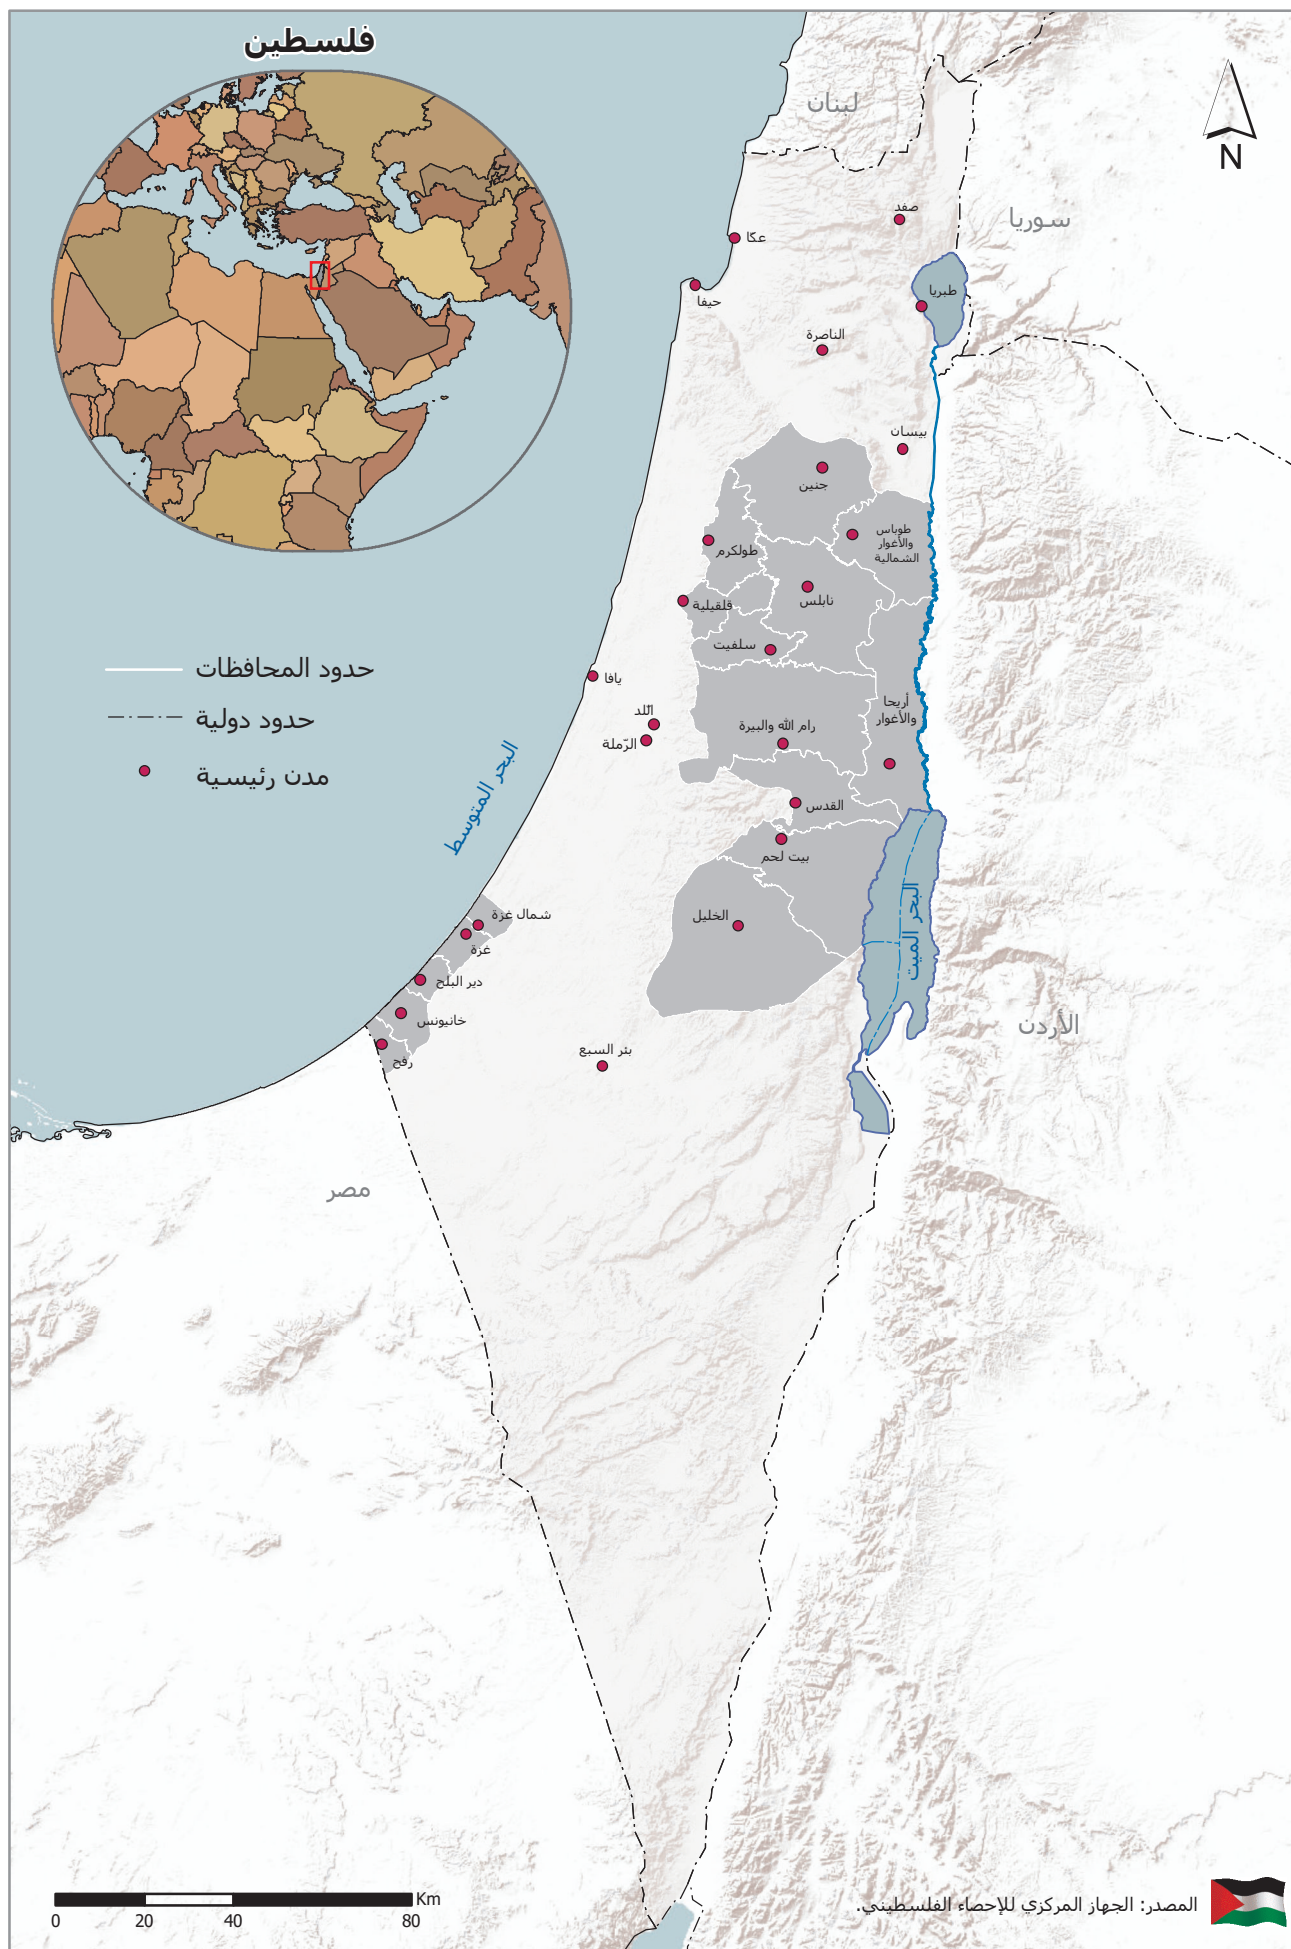 فلسطين
لبنان
N
صفد
سوريا
عكّا
طبريا
حيفا
الناصرة
بيسان
جنين
طوباس
والأغوار
الشمالية
طولكرم
نابلس
قلقيلية
سلفيت
حدود المحافظات
يافا
أريحا
والأغوار
اللد
حدود دولية
رام الله والبيرة
الرّملة
مدن رئيسية
البحر المتوسط
القدس
بيت لحم
شمال غزة
الخليل
البحر الميت
غزة
دير البلح
خانيونس
الأردن
بئر السبع
رفح
مصر
Km
0 20 40 80
المصدر: الجهاز المركزي للإحصاء الفلسطيني.